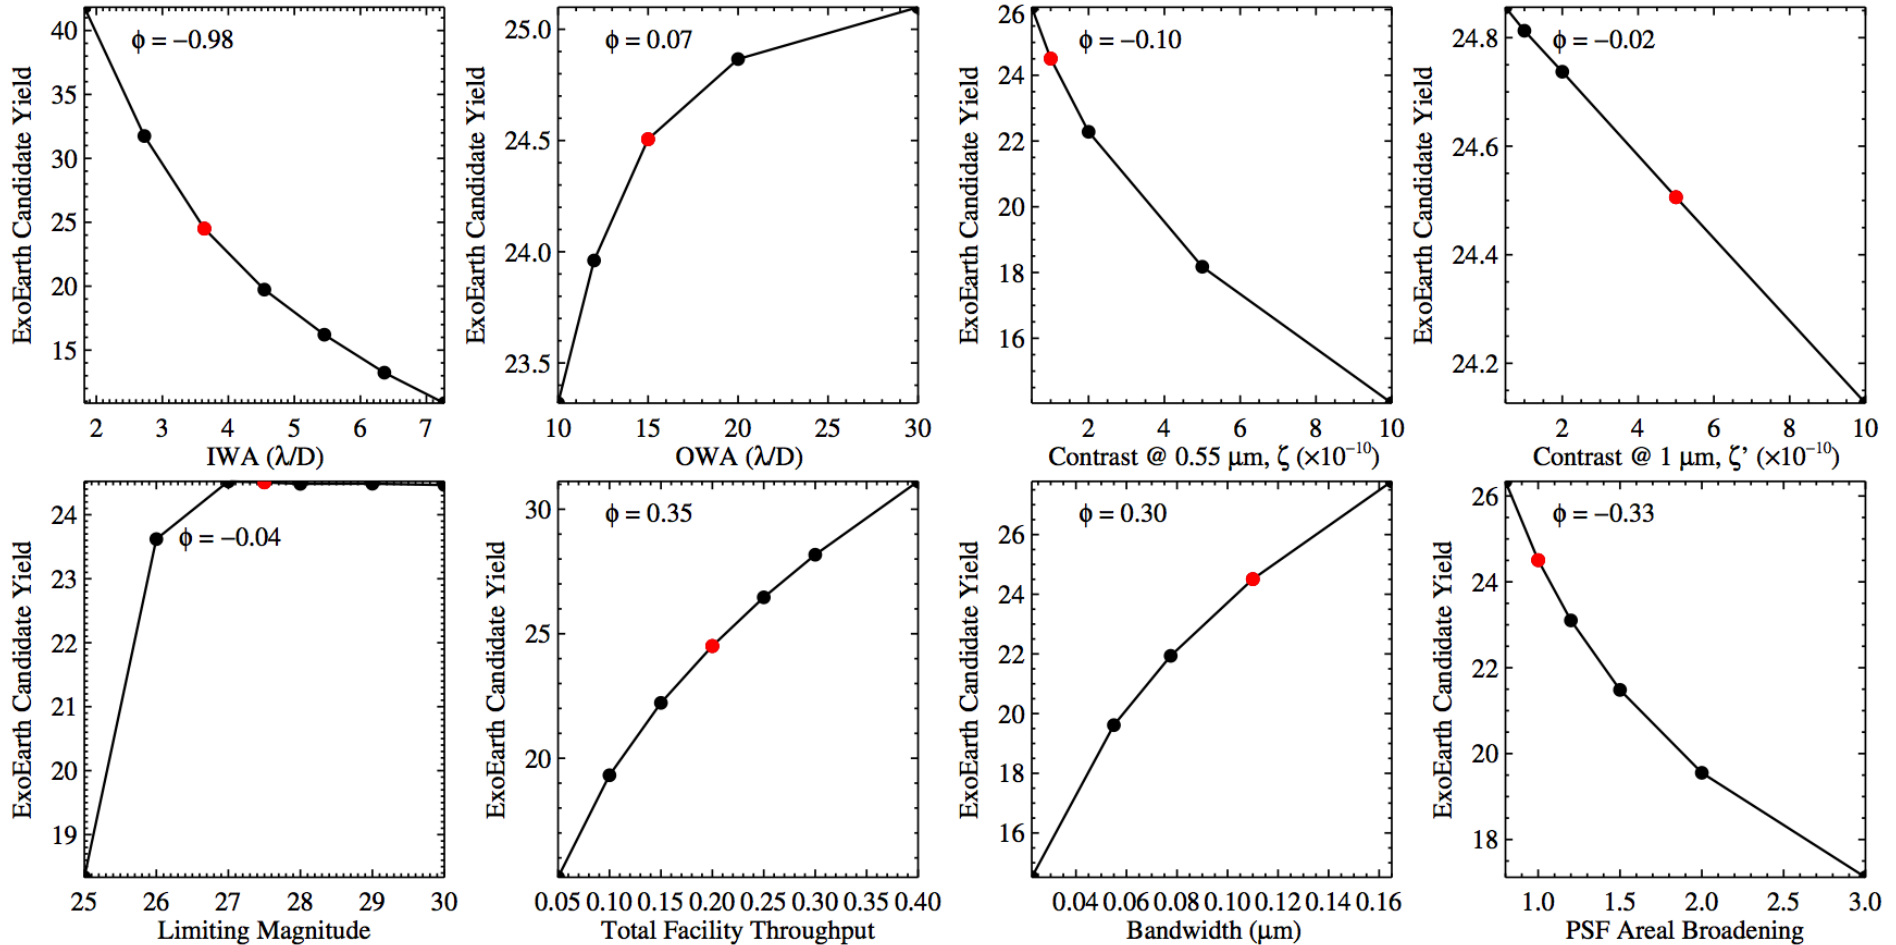 ExoEarth Candidate Yield
40
35
30
25
20
15
ϕ = −0.98
2 3 4 5 6 7
IWA (λ/D)
ExoEarth Candidate Yield
25.0
24.5
24.0
23.5
ϕ = 0.07
10 15 20 25 30
OWA (λ/D)
ExoEarth Candidate Yield
26
24
22
20
18
16
ϕ = −0.10
2 4 6 8 10
Contrast @ 0.55 μm, ζ (×10⁻¹⁰)
ExoEarth Candidate Yield
24.8
24.6
24.4
24.2
ϕ = −0.02
2 4 6 8 10
Contrast @ 1 μm, ζ’ (×10⁻¹⁰)
ExoEarth Candidate Yield
24
23
22
21
20
19
ϕ = −0.04
25 26 27 28 29 30
Limiting Magnitude
ExoEarth Candidate Yield
30
25
20
ϕ = 0.35
0.05 0.10 0.15 0.20 0.25 0.30 0.35 0.40
Total Facility Throughput
ExoEarth Candidate Yield
26
24
22
20
18
16
ϕ = 0.30
0.04 0.06 0.08 0.10 0.12 0.14 0.16
Bandwidth (μm)
ExoEarth Candidate Yield
26
24
22
20
18
ϕ = −0.33
1.0 1.5 2.0 2.5 3.0
PSF Areal Broadening